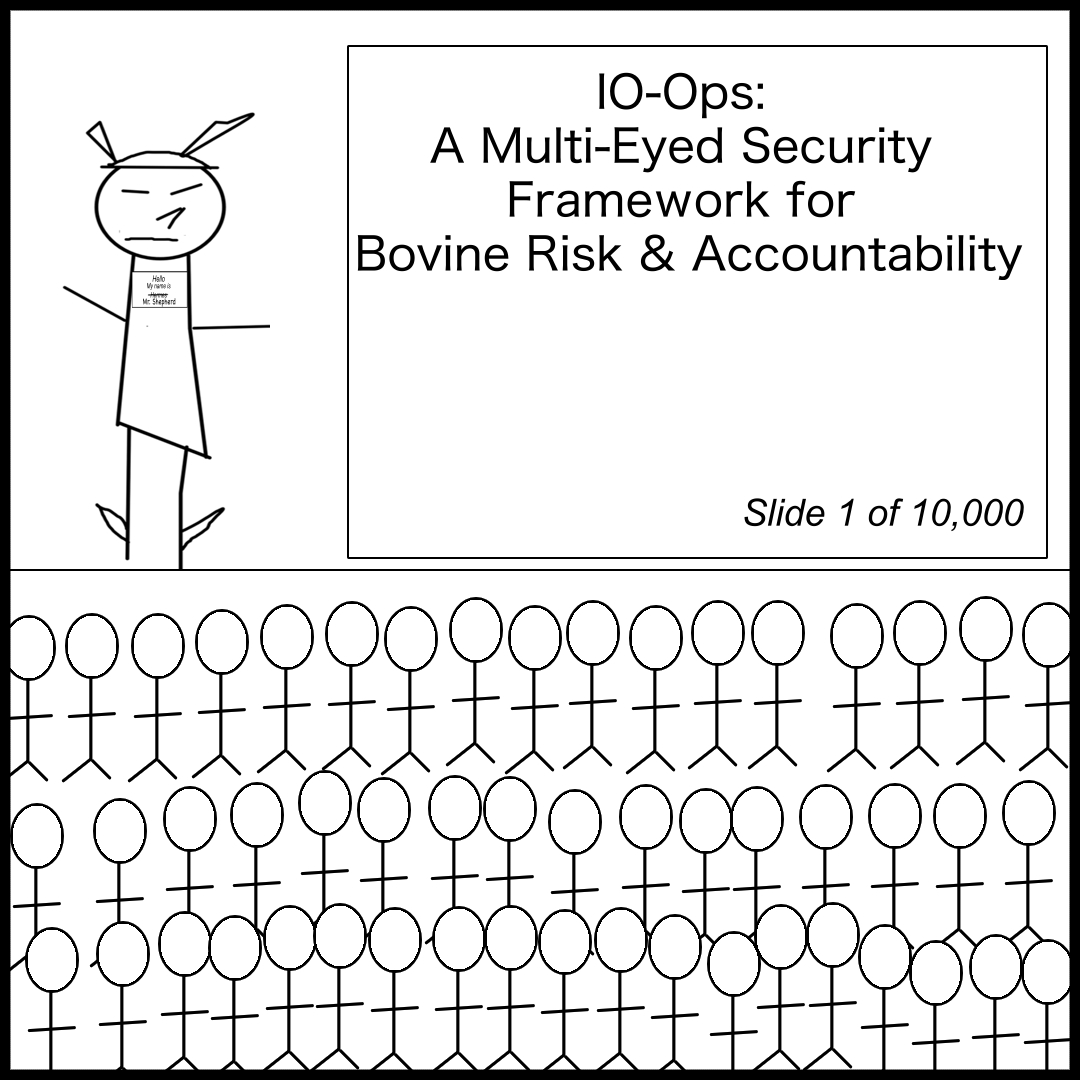 IO-Ops:
A Multi-Eyed Security
Framework for
Bovine Risk & Accountability
Slide 1 of 10,000
Hello
My name is
Hermes
Mr. Shepherd